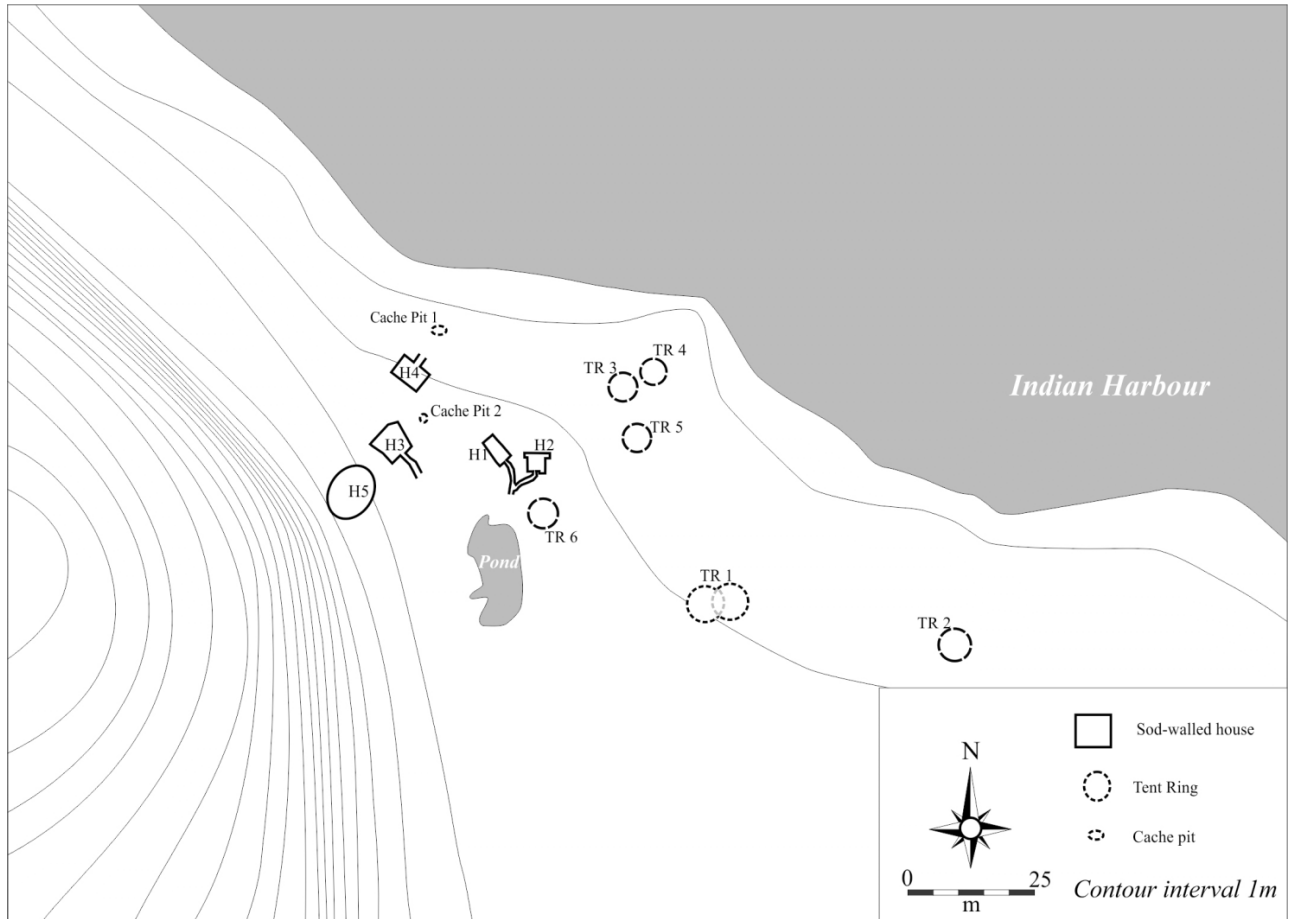 Cache Pit 1
H4
TR 3
TR 4
Cache Pit 2
TR 5
H3
H1
H2
H5
TR 6
Pond
TR 1
TR 2
Indian Harbour
N
0
25
m
Sod-walled house
Tent Ring
Cache pit
Contour interval 1m